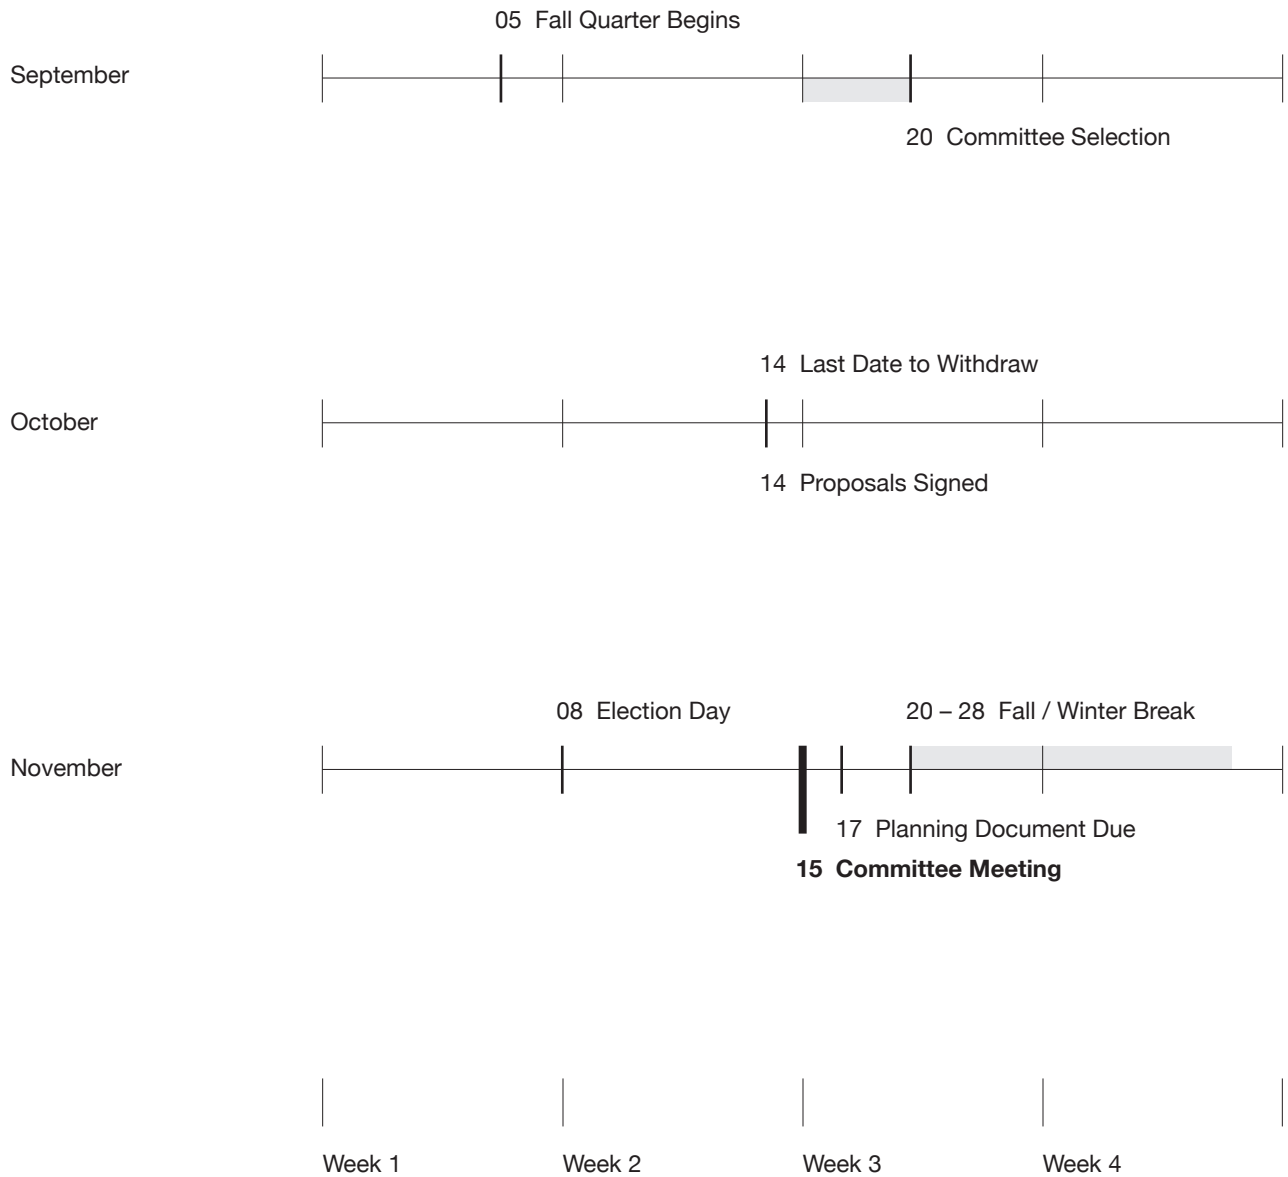 05 Fall Quarter Begins
September
20 Committee Selection
14 Last Date to Withdraw
October
14 Proposals Signed
08 Election Day
20 – 28 Fall / Winter Break
November
17 Planning Document Due
15 Committee Meeting
Week 1
Week 2
Week 3
Week 4